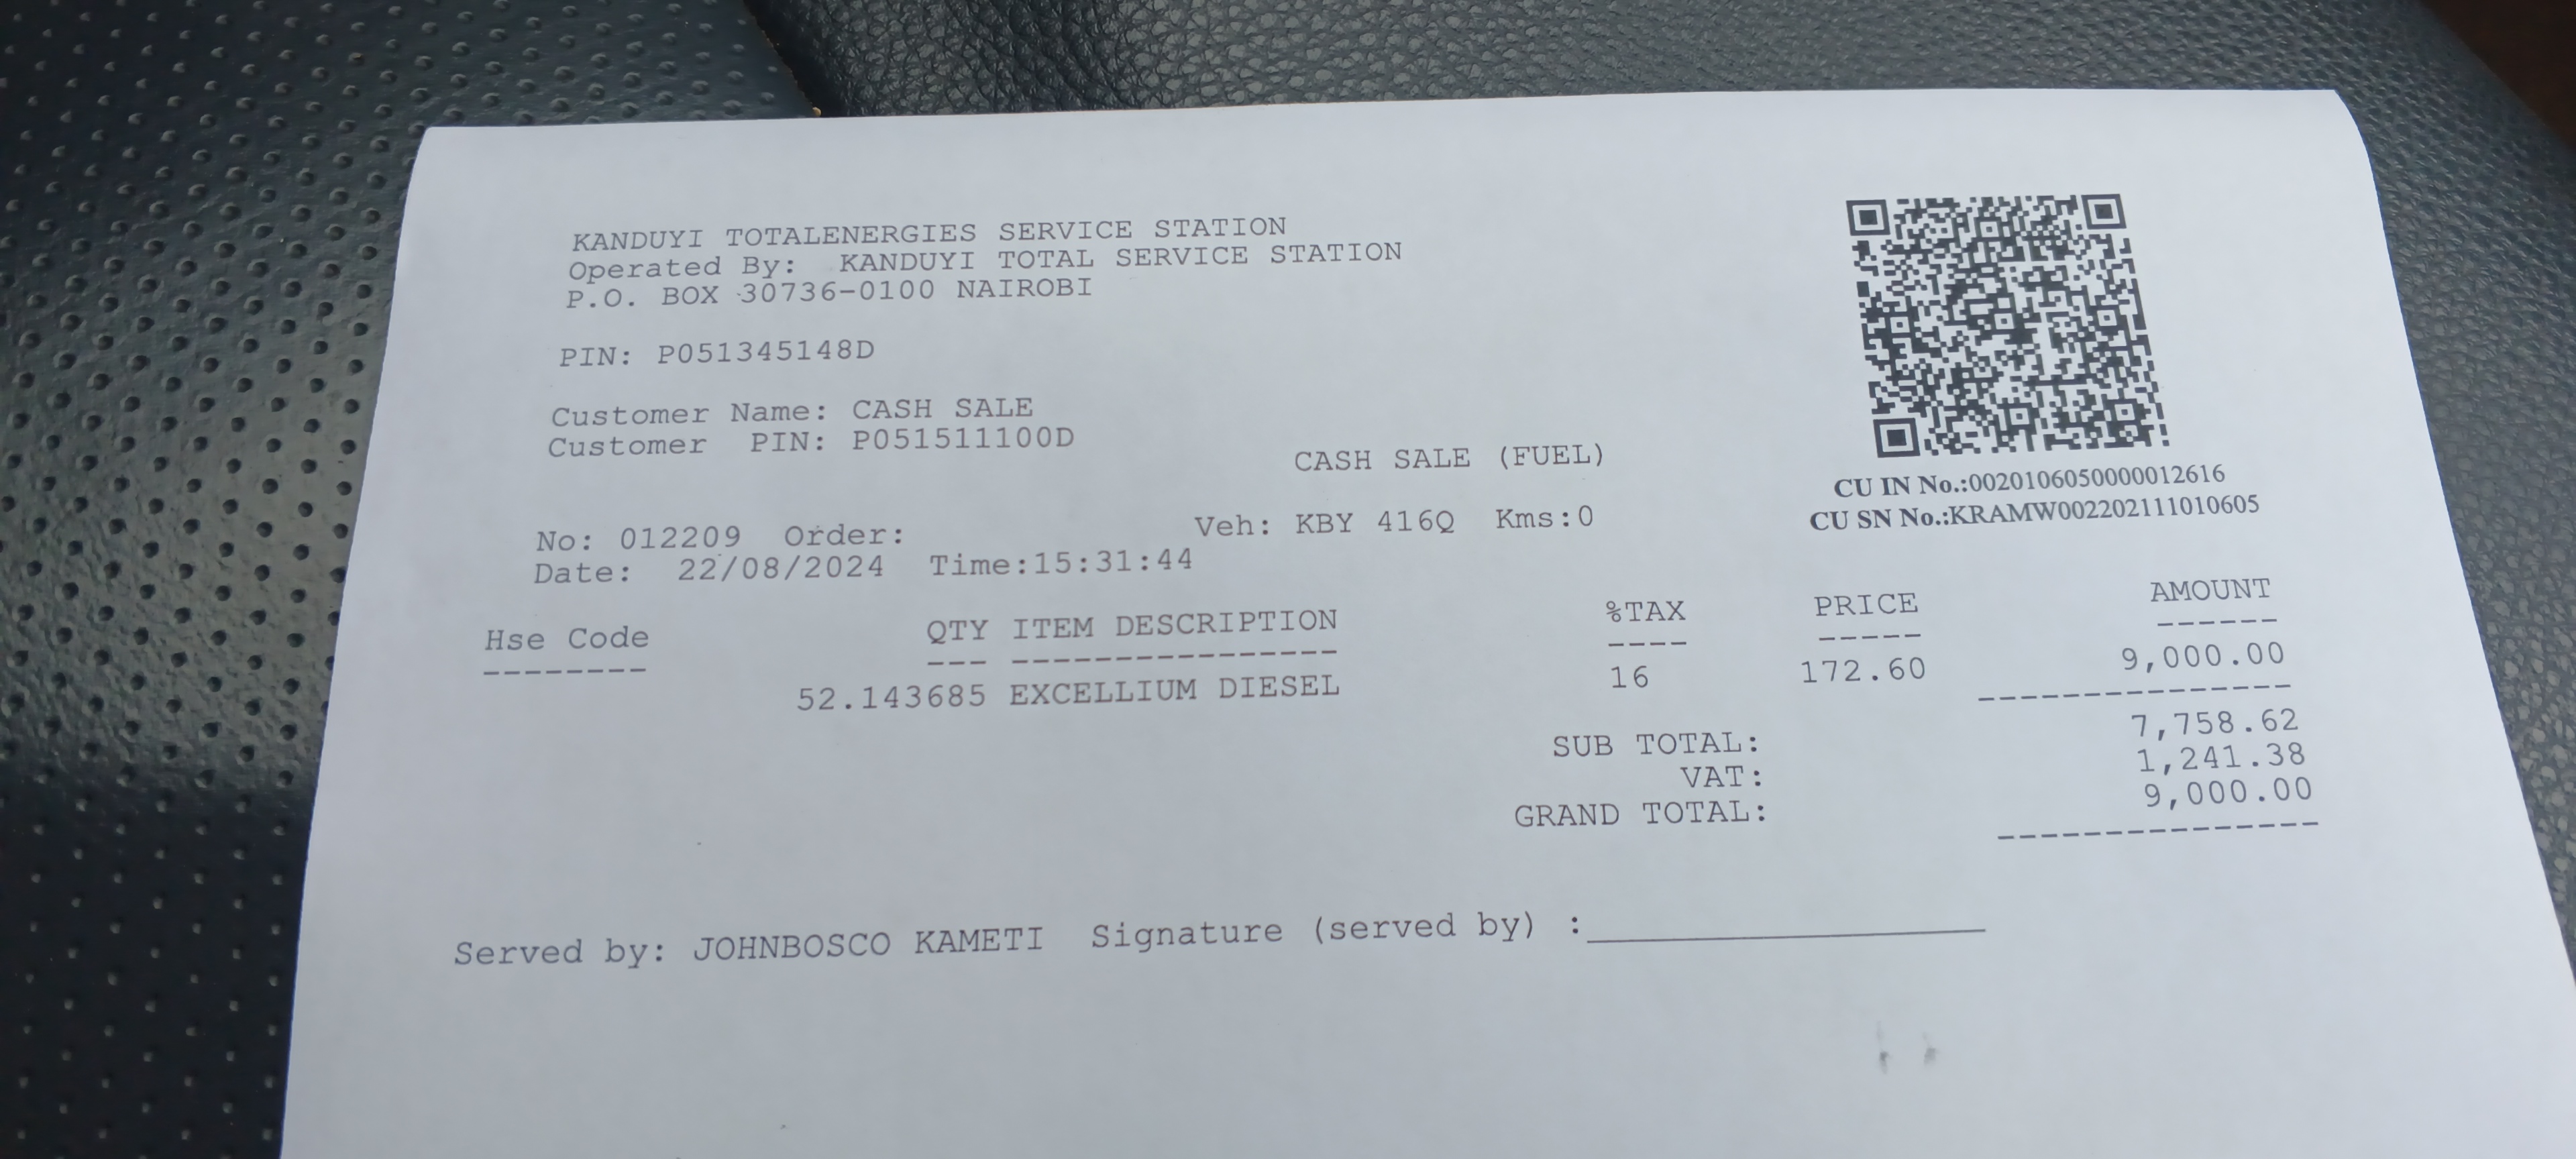 KANDUYI TOTALENERGIES SERVICE STATION
Operated By: KANDUYI TOTAL SERVICE STATION
P.O. BOX 30736-0100 NAIROBI
PIN: P051345148D
Customer Name: CASH SALE
Customer PIN: P051511100D
CASH SALE (FUEL)
CU IN No.:0020106050000012616
CU SN No.:KRAMW002202111010605
No: 012209 Order: Veh: KBY 416Q Kms:0
Date: 22/08/2024 Time:15:31:44
Hse Code QTY ITEM DESCRIPTION %TAX PRICE AMOUNT
-------- --- ---------------- ---- ----- ------
52.143685 EXCELLIUM DIESEL 16 172.60 9,000.00
--------------
SUB TOTAL: 7,758.62
VAT: 1,241.38
GRAND TOTAL: 9,000.00
--------------
Served by: JOHNBOSCO KAMETI Signature (served by) :_______________